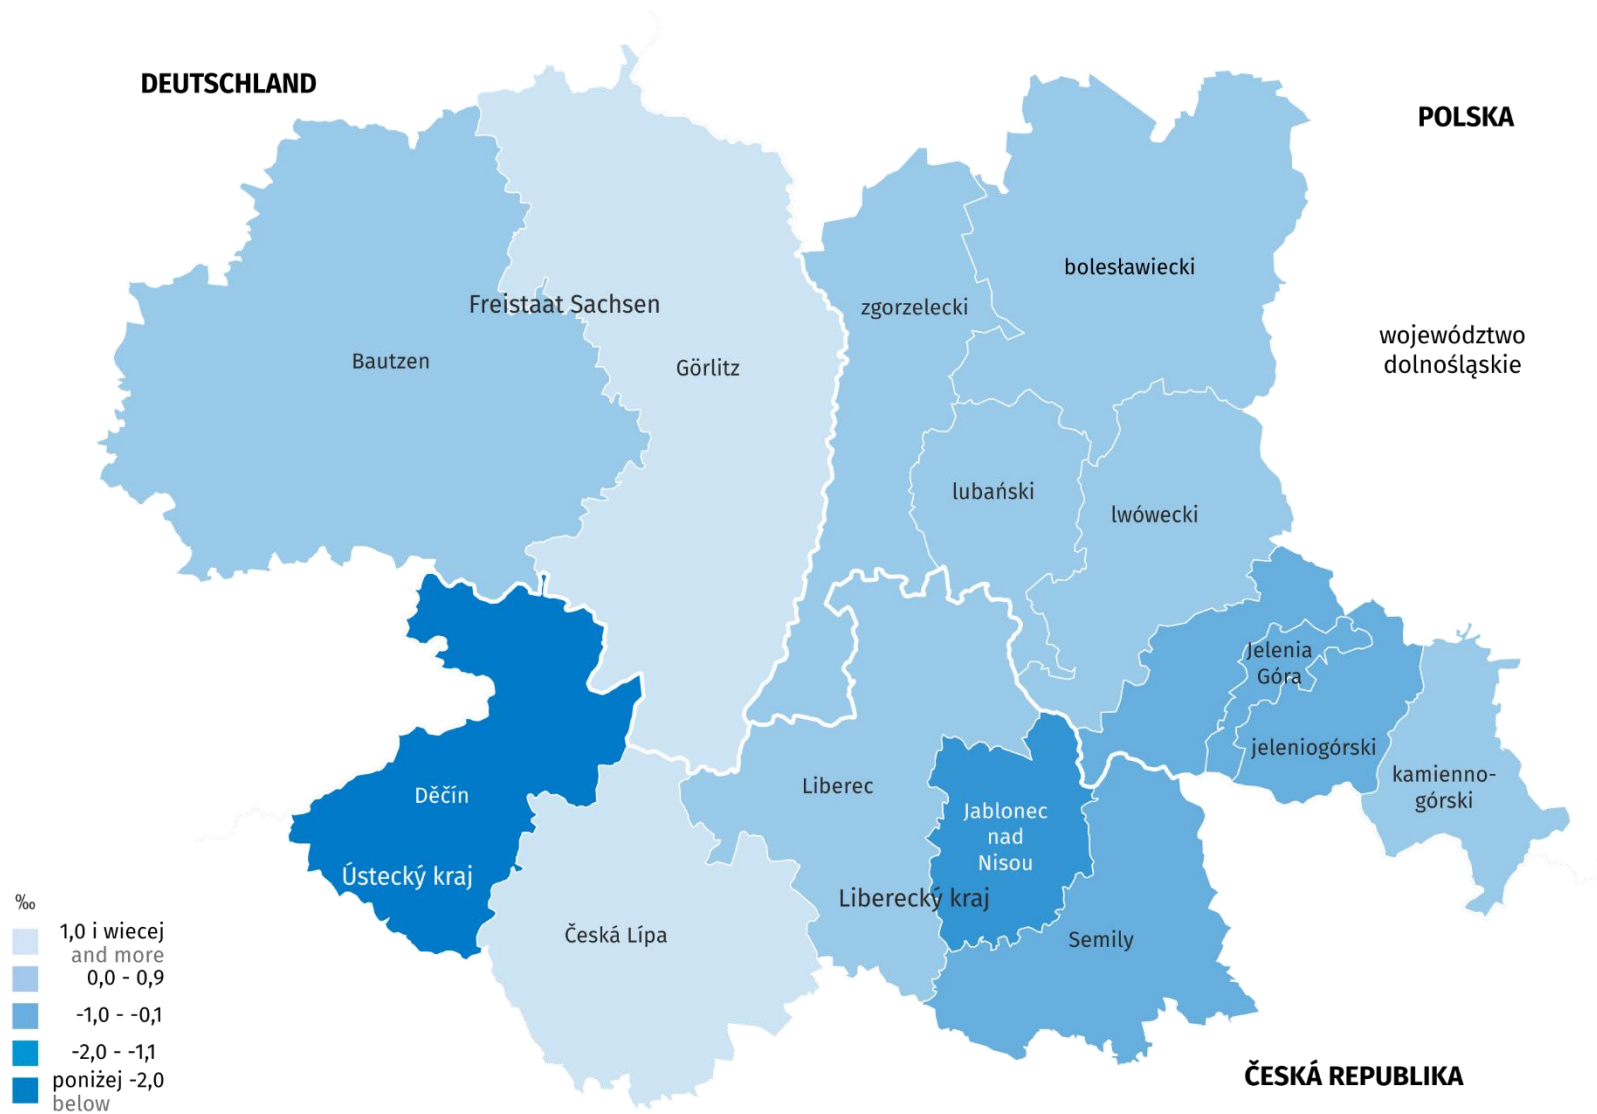 DEUTSCHLAND
POLSKA
bolesławiecki
Freistaat Sachsen
zgorzelecki
województwo
dolnośląskie
Bautzen
Görlitz
lubański
lwówecki
Jelenia
Góra
jeleniogórski
kamienno-
górski
Liberec
Děčín
Jablonec
nad
Nisou
Ústecký kraj
Liberecký kraj
Česká Lípa
Semily
‰
1,0 i wiecej
and more
0,0 - 0,9
-1,0 - -0,1
-2,0 - -1,1
poniżej -2,0
below
ČESKÁ REPUBLIKA